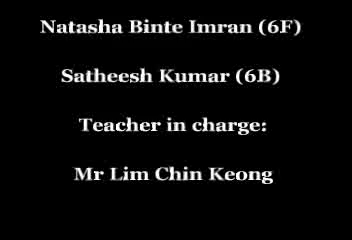 Natasha Binte Imran (6F)
Satheesh Kumar (6B)
Teacher in charge:
Mr Lim Chin Keong